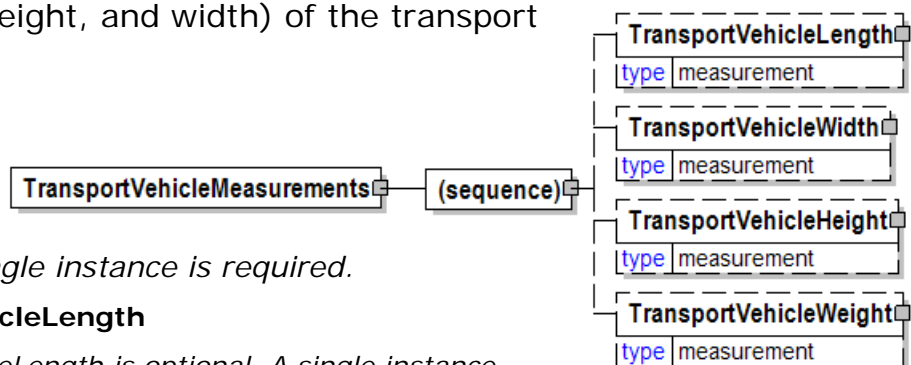 eight, and width) of the transport
TransportVehicleMeasurements
(sequence)
TransportVehicleLength
type measurement
TransportVehicleWidth
type measurement
TransportVehicleHeight
type measurement
TransportVehicleWeight
type measurement
ngle instance is required.
cleLength
eLength is optional. A single instance